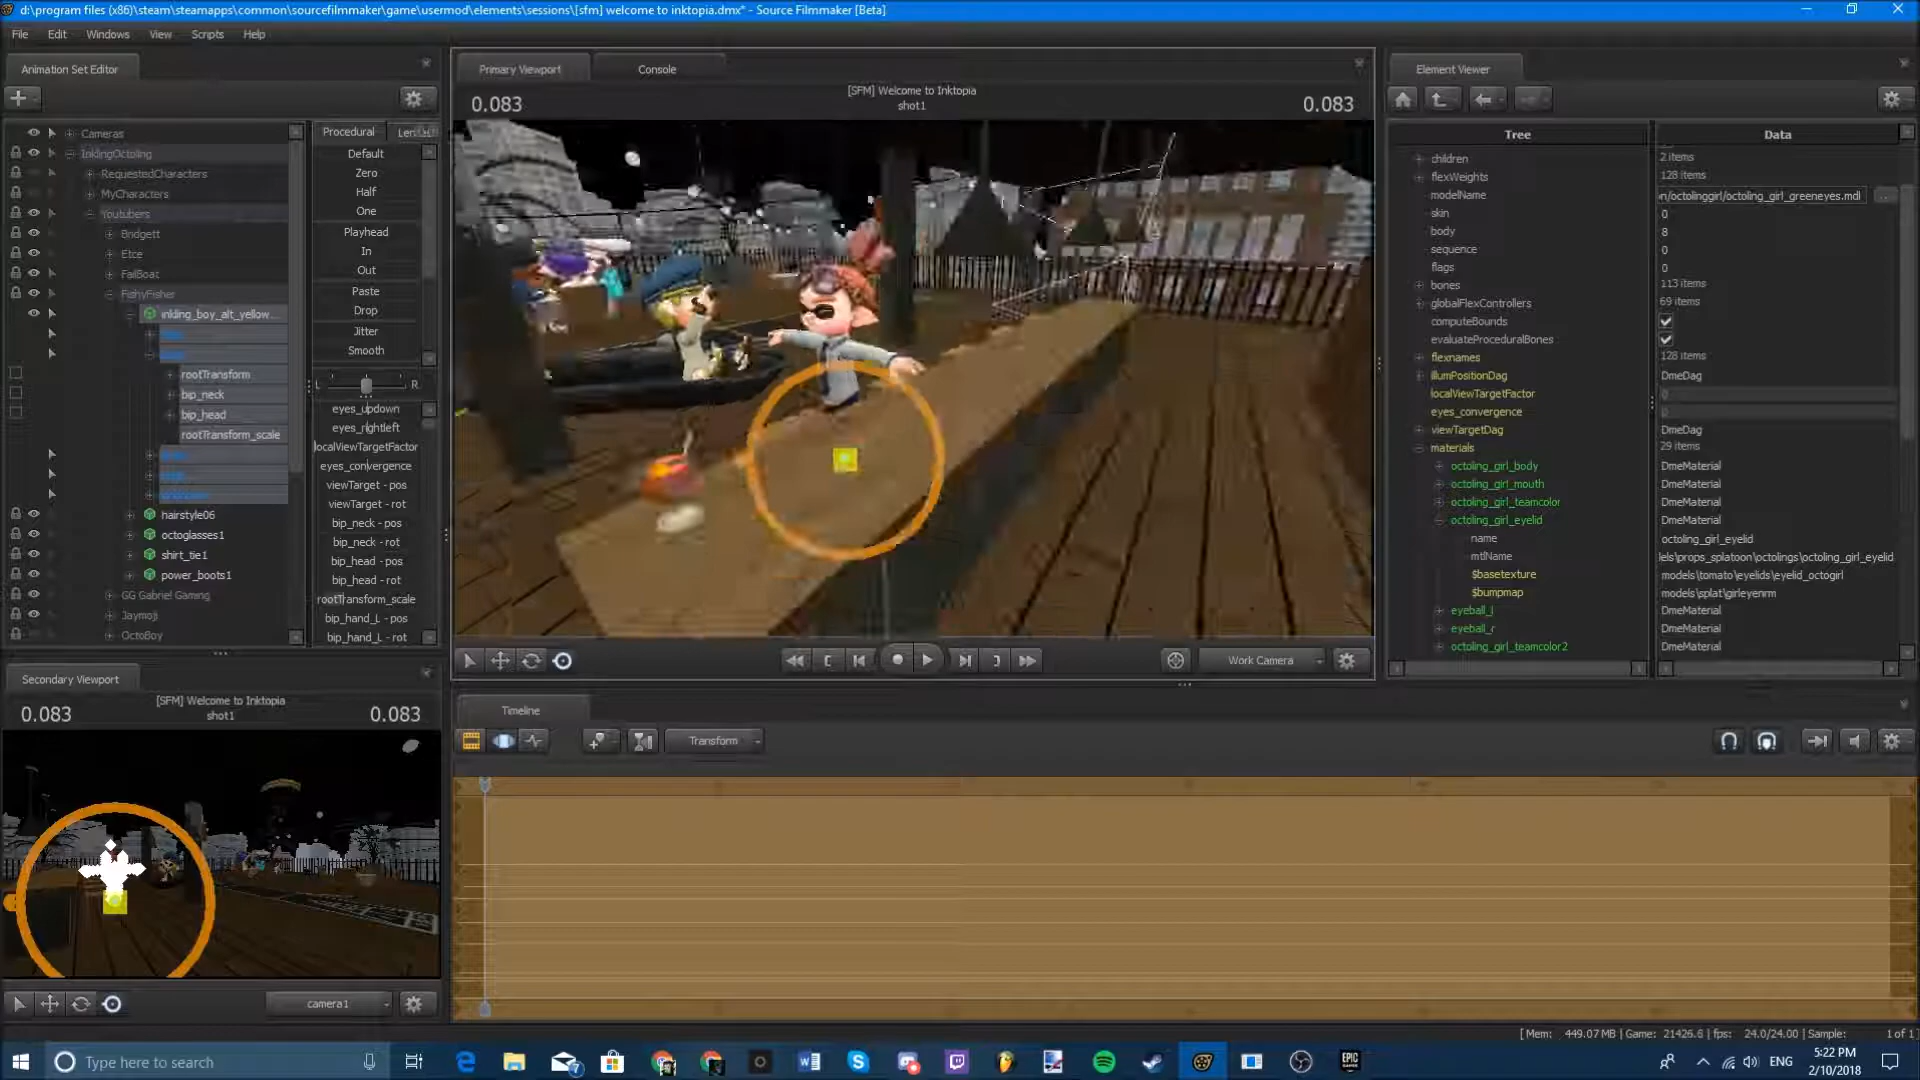 d:\program files (x86)\steam\steamapps\common\sourcefilmmaker\game\usermod\elements\sessions\[sfm] welcome to inktopia.dmx* - Source Filmmaker [Beta]
File Edit Windows View Scripts Help
Animation Set Editor
Cameras
InklingOctoling
RequestedCharacters
MyCharacters
Youtubers
Bridgett
Etce
FailBoat
FishyFisher
inkling_boy_alt_yellow...
rootTransform
bip_neck
bip_head
rootTransform_scale
hairstyle06
octoglasses1
shirt_tie1
power_boots1
GG Gabriel Gaming
Jaymoji
OctoBoy
Procedural
Default
Zero
Half
One
Playhead
In
Out
Paste
Drop
Jitter
Smooth
L R
eyes_updown
eyes_rightleft
localViewTargetFactor
eyes_convergence
viewTarget - pos
viewTarget - rot
bip_neck - pos
bip_neck - rot
bip_head - pos
bip_head - rot
rootTransform_scale
bip_hand_L - pos
bip_hand_L - rot
Primary Viewport Console
0.083 [SFM] Welcome to Inktopia 0.083
shot1
Work Camera
Element Viewer
Tree Data
children 2 items
flexWeights 128 items
modelName n/octolinggirl/octoling_girl_greeneyes.mdl
skin 0
body 8
sequence 0
flags 0
bones 113 items
globalFlexControllers 69 items
computeBounds
evaluateProceduralBones
flexnames 128 items
illumPositionDag DmeDag
localViewTargetFactor 0
eyes_convergence 0
viewTargetDag DmeDag
materials 29 items
octoling_girl_body DmeMaterial
octoling_girl_mouth DmeMaterial
octoling_girl_teamcolor DmeMaterial
octoling_girl_eyelid DmeMaterial
name octoling_girl_eyelid
mtlName lels\props_splatoon\octolings\octoling_girl_eyelid
$basetexture models\tomato\eyelids\eyelid_octogirl
$bumpmap models\splat\girleyenrm
eyeball_l DmeMaterial
eyeball_r DmeMaterial
octoling_girl_teamcolor2 DmeMaterial
Secondary Viewport
0.083 [SFM] Welcome to Inktopia 0.083
shot1
camera1
Timeline
Transform
[ Mem: 449.07 MB | Game: 21426.6 | fps: 24.0/24.00 | Sample: 1 of 1 ]
Type here to search
7
ENG
5:22 PM
2/10/2018
EPIC